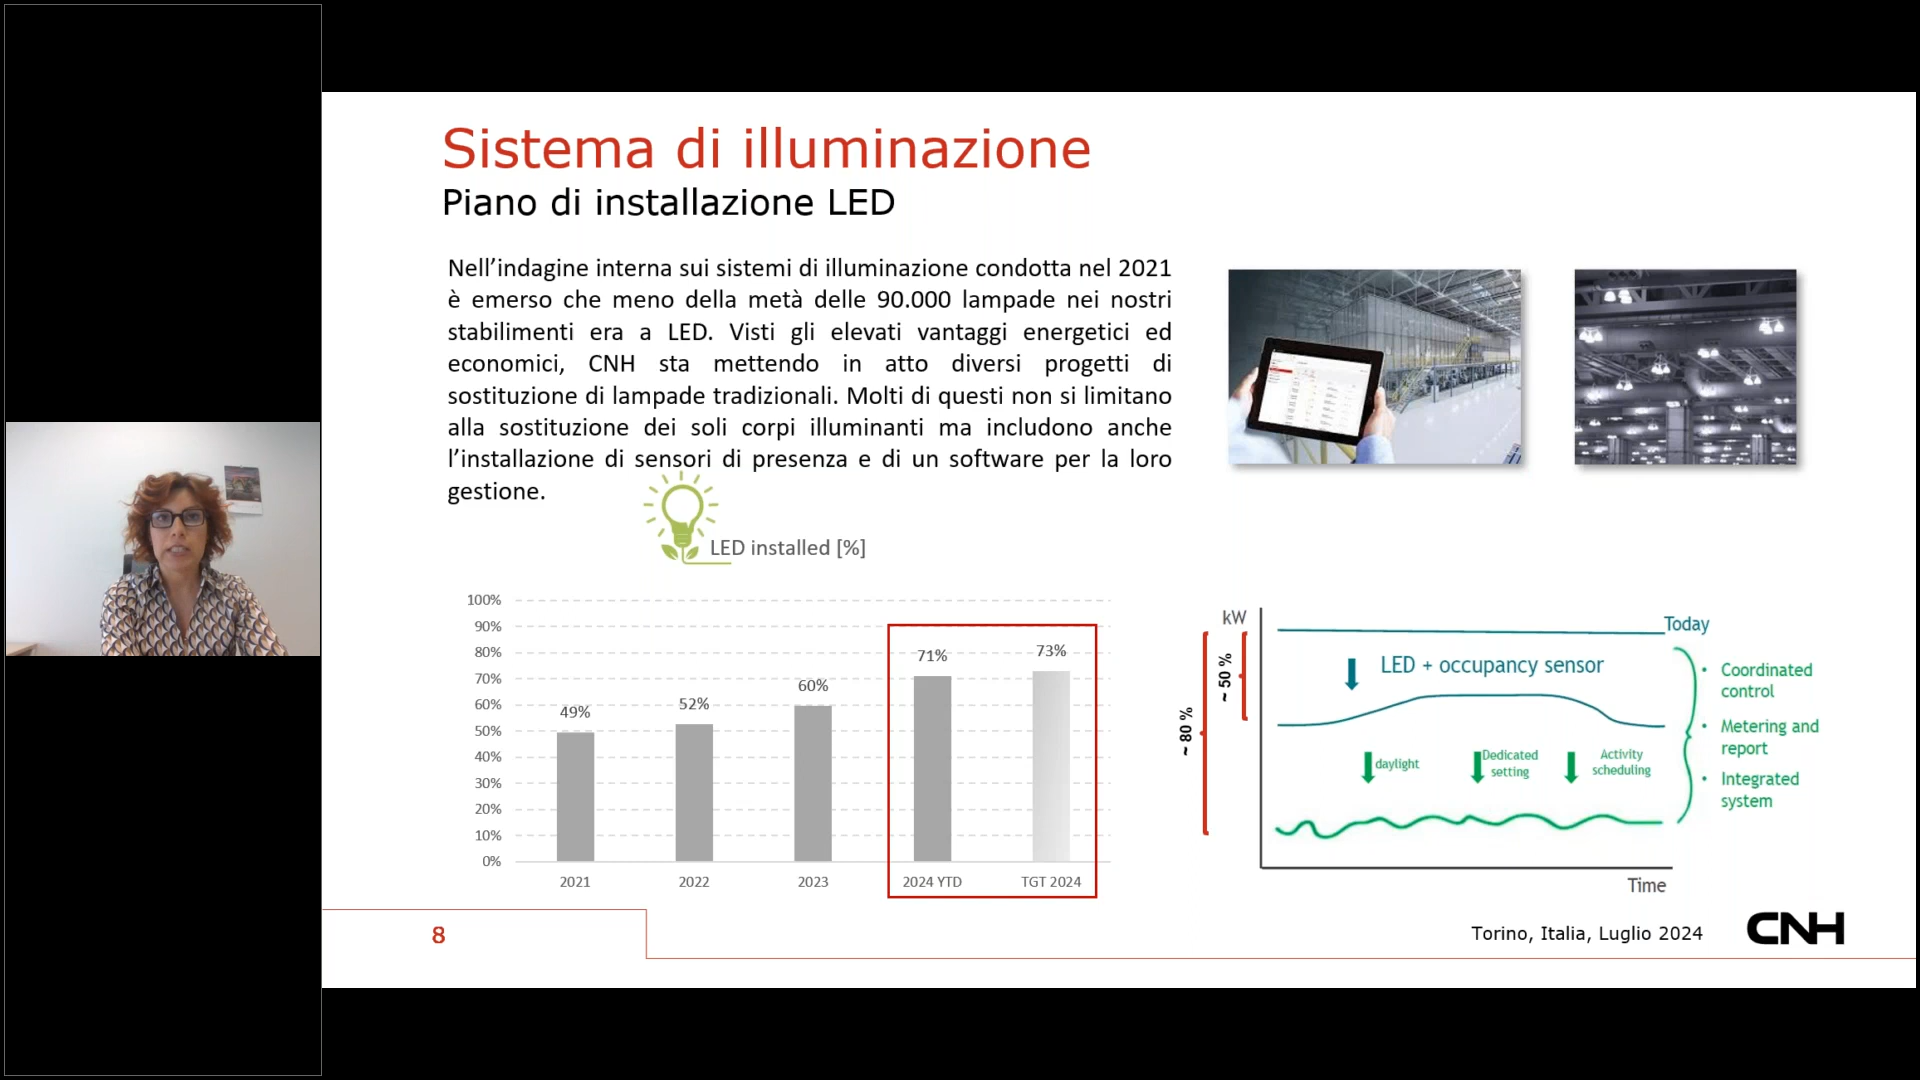 Sistema di illuminazione
Piano di installazione LED
Nell’indagine interna sui sistemi di illuminazione condotta nel 2021
è emerso che meno della metà delle 90.000 lampade nei nostri
stabilimenti era a LED. Visti gli elevati vantaggi energetici ed
economici, CNH sta mettendo in atto diversi progetti di
sostituzione di lampade tradizionali. Molti di questi non si limitano
alla sostituzione dei soli corpi illuminanti ma includono anche
l’installazione di sensori di presenza e di un software per la loro
gestione.
LED installed [%]
100%
90%
80%
70%
60%
50%
40%
30%
20%
10%
0%
49%
52%
60%
71%
73%
2021
2022
2023
2024 YTD
TGT 2024
kW
~ 50 %
~ 80 %
Today
LED + occupancy sensor
daylight
Dedicated
setting
Activity
scheduling
• Coordinated
control
• Metering and
report
• Integrated
system
Time
8
Torino, Italia, Luglio 2024
CNH